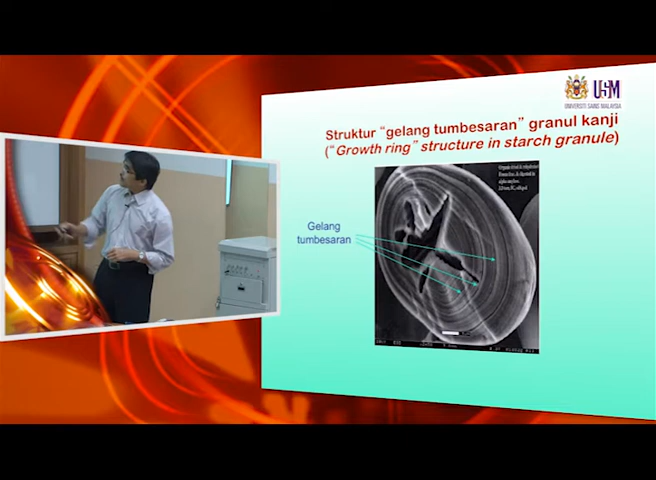 USM
UNIVERSITI SAINS MALAYSIA
Struktur "gelang tumbesaran" granul kanji
("Growth ring" structure in starch granule)
Gelang
tumbesaran